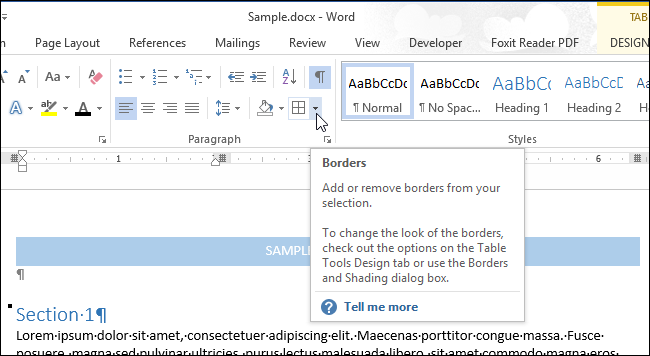 Sample.docx - Word
TAB
Page Layout References Mailings Review View Developer Foxit Reader PDF DESIGN
Aa A
A Z ¶
AaBbCcDc AaBbCcDc AaBbCc AaBbCcD
¶ Normal ¶ No Spac... Heading 1 Heading 2 H
A A
Paragraph Styles
1 6
Borders
Add or remove borders from your
selection.
To change the look of the borders,
check out the options on the Table
Tools Design tab or use the Borders
and Shading dialog box.
? Tell me more
SAMPL
¶
Section·1¶
Lorem·ipsum·dolor·sit·amet,·consectetuer·adipiscing·elit.·Maecenas·porttitor·congue·massa.·Fusce·
posuere,·magna·sed·pulvinar·ultricies,·purus·lectus·malesuada·libero,·sit·amet·commodo·magna·eros·